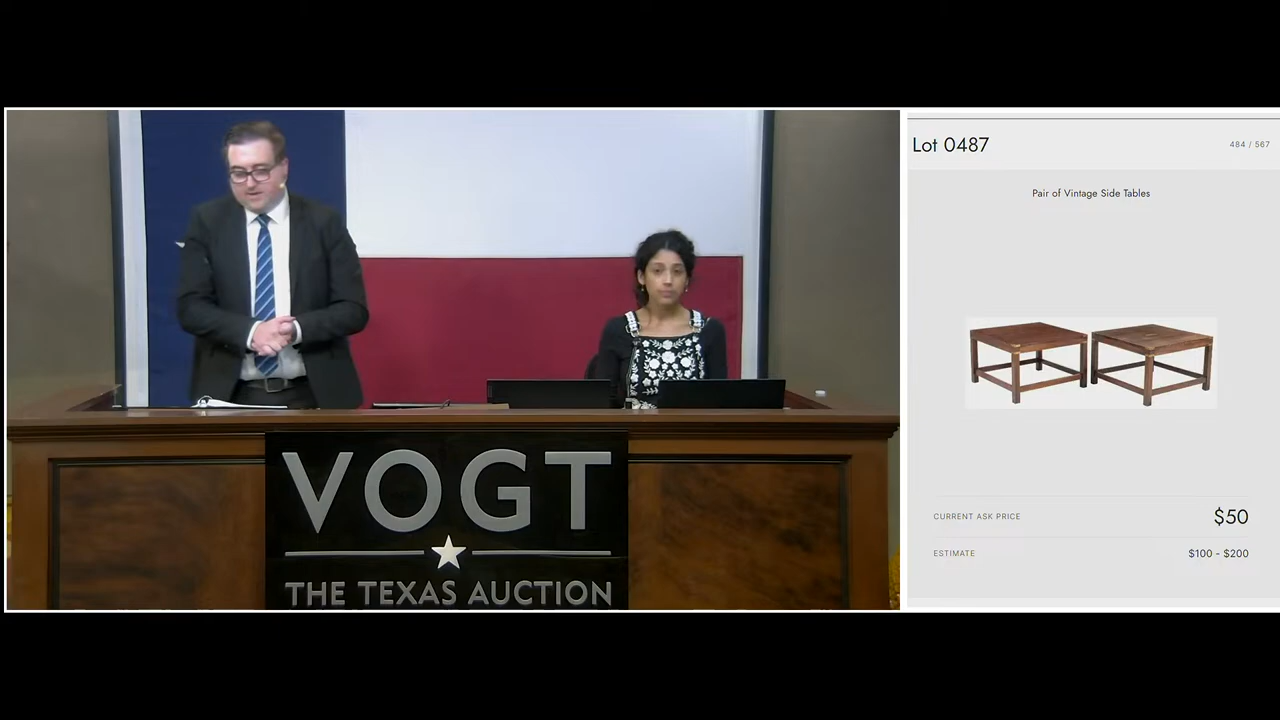 VOGT
THE TEXAS AUCTION
Lot 0487
484 / 567
Pair of Vintage Side Tables
CURRENT ASK PRICE
$50
ESTIMATE
$100 - $200